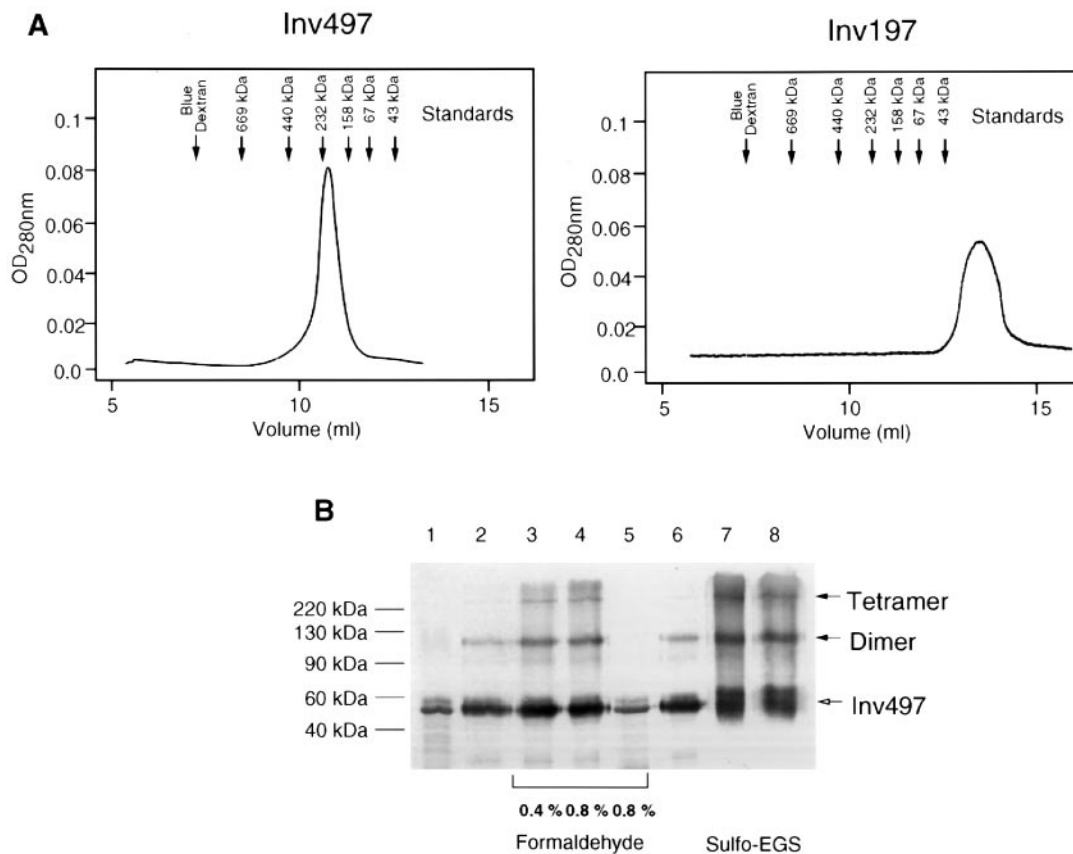 A
Inv497
Inv197
Blue Dextran
669 kDa
440 kDa
232 kDa
158 kDa
67 kDa
43 kDa
Standards
0.1
0.08
0.06
0.04
0.02
0.0
OD280nm
5
10
15
Volume (ml)
Blue Dextran
669 kDa
440 kDa
232 kDa
158 kDa
67 kDa
43 kDa
Standards
0.1
0.08
0.06
0.04
0.02
0.00
OD280nm
5
10
15
Volume (ml)
B
1 2 3 4 5 6 7 8
220 kDa
130 kDa
90 kDa
60 kDa
40 kDa
Tetramer
Dimer
Inv497
0.4 % 0.8 % 0.8 %
Formaldehyde
Sulfo-EGS